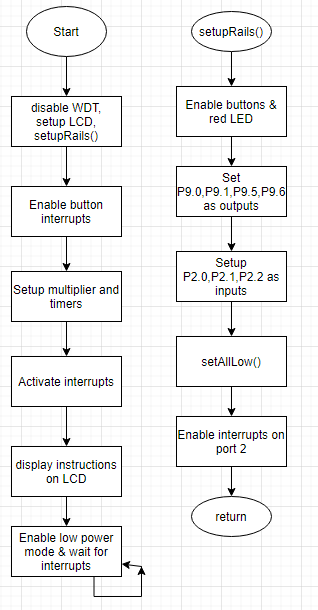 Start
disable WDT,
setup LCD,
setupRails()
Enable button
interrupts
Setup multiplier and
timers
Activate interrupts
display instructions
on LCD
Enable low power
mode & wait for
interrupts
setupRails()
Enable buttons &
red LED
Set
P9.0,P9.1,P9.5,P9.6
as outputs
Setup
P2.0,P2.1,P2.2 as
inputs
setAllLow()
Enable interrupts on
port 2
return